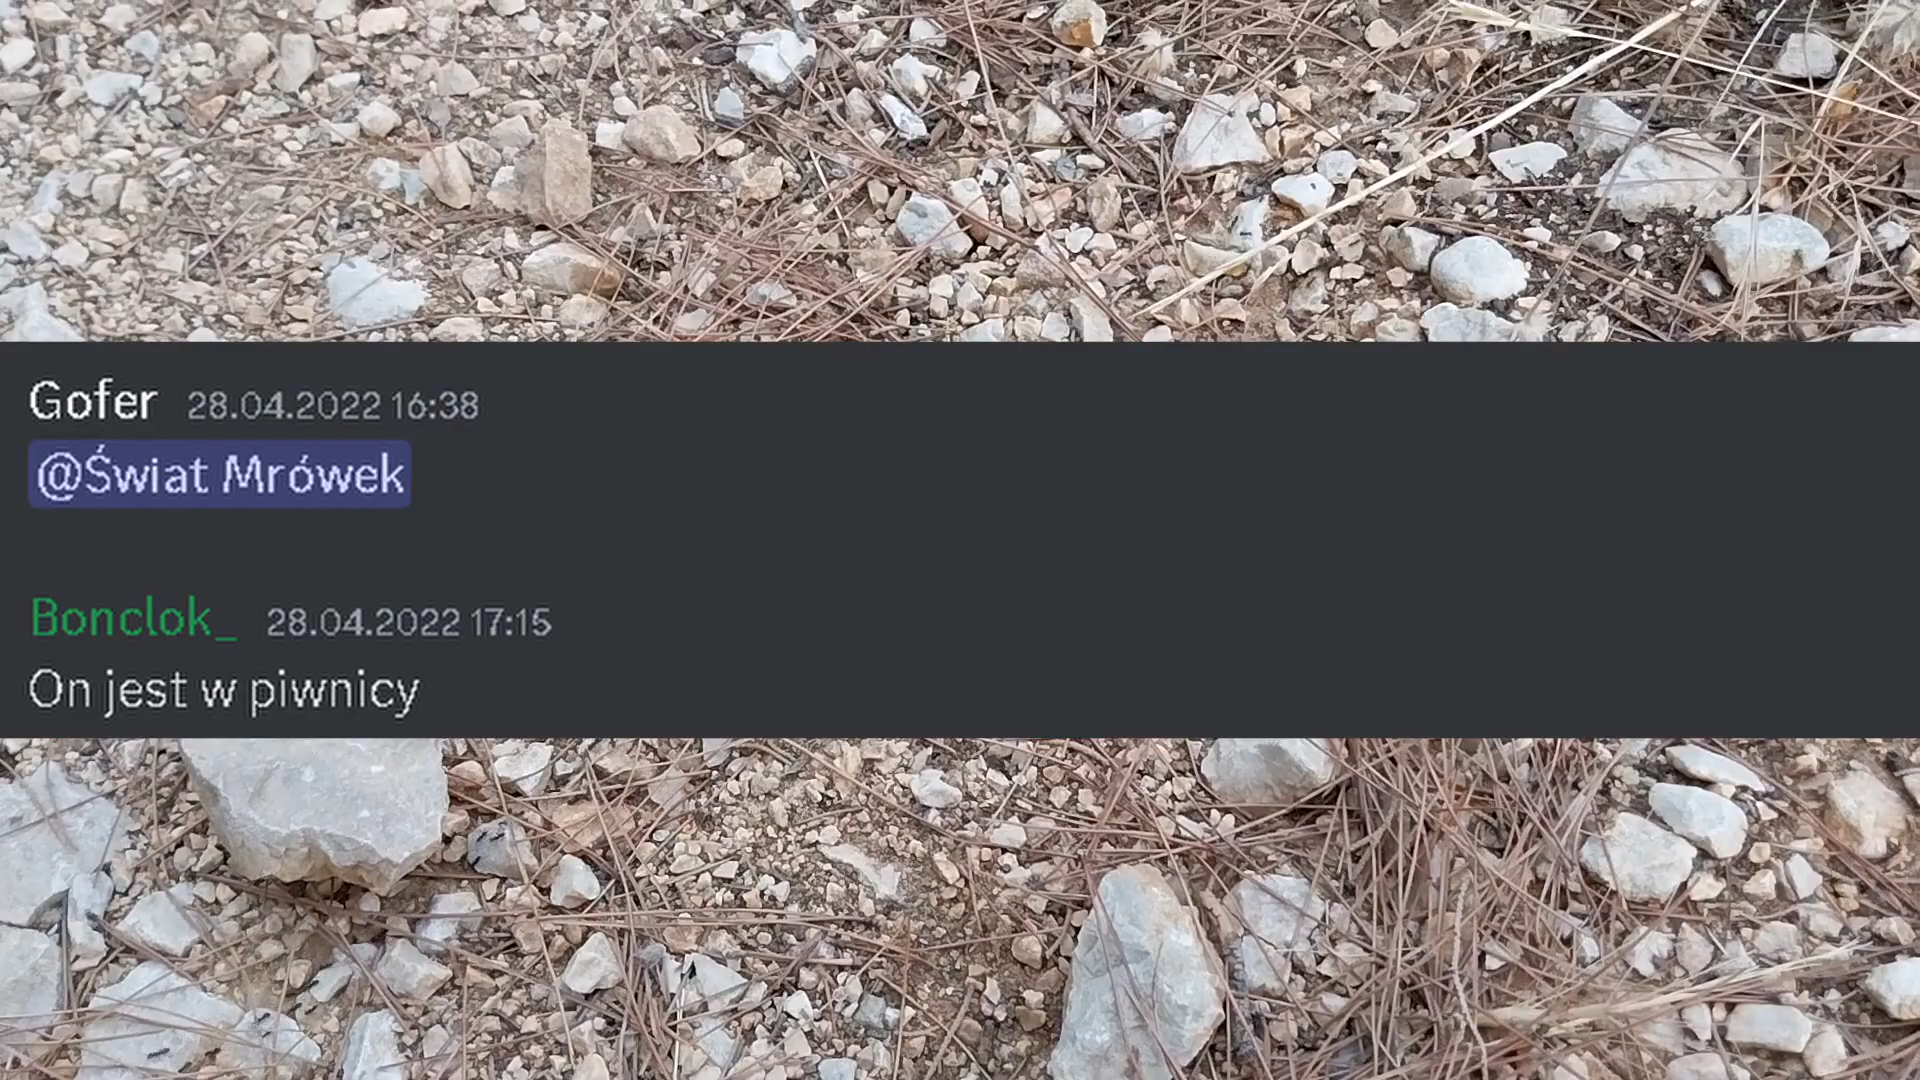 Gofer 28.04.2022 16:38
@Świat Mrówek
Bonclok_ 28.04.2022 17:15
On jest w piwnicy